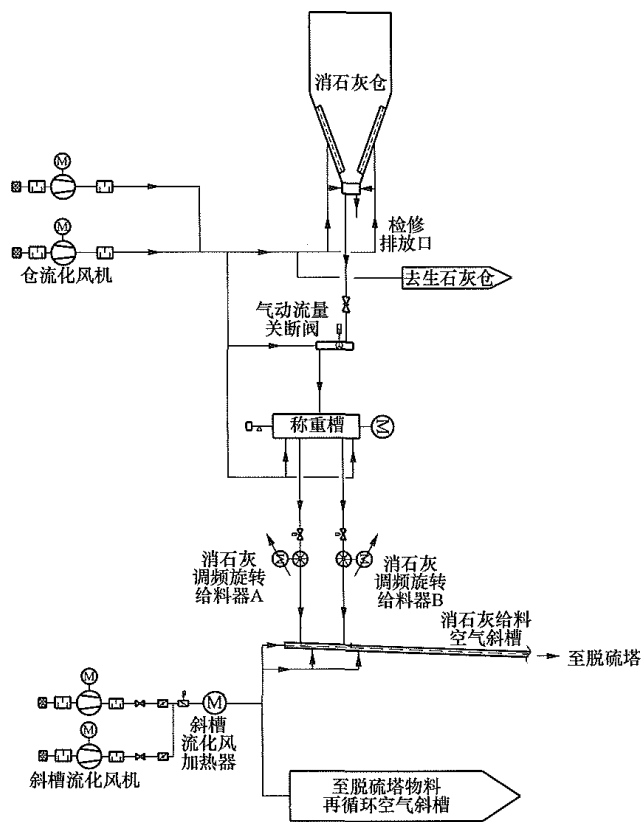 消石灰仓
M
M
仓流化风机
检修
排放口
去生石灰仓
气动流量
关断阀
称重槽
M
消石灰
调频旋转
给料器A
M
M
消石灰
调频旋转
给料器B
消石灰给料
空气斜槽
至脱硫塔
M
M
M
斜槽
流化风
加热器
斜槽流化风机
至脱硫塔物料
再循环空气斜槽